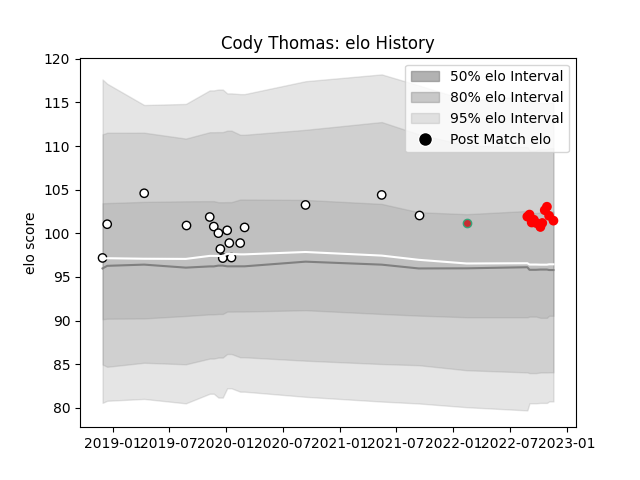 Cody Thomas: elo History
120
115
110
105
100
95
90
85
80
elo score
50% elo Interval
80% elo Interval
95% elo Interval
Post Match elo
2019-01 2019-07 2020-01 2020-07 2021-01 2021-07 2022-01 2022-07 2023-01